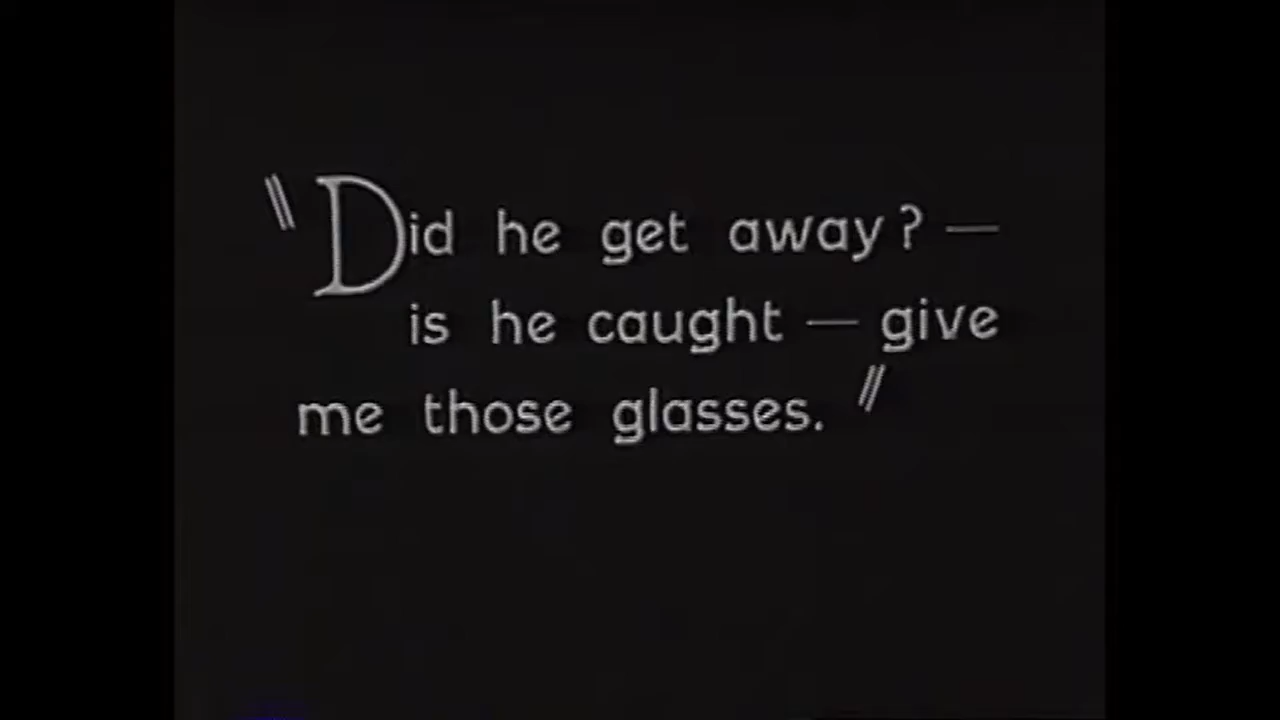 "Did he get away? —
is he caught — give
me those glasses."